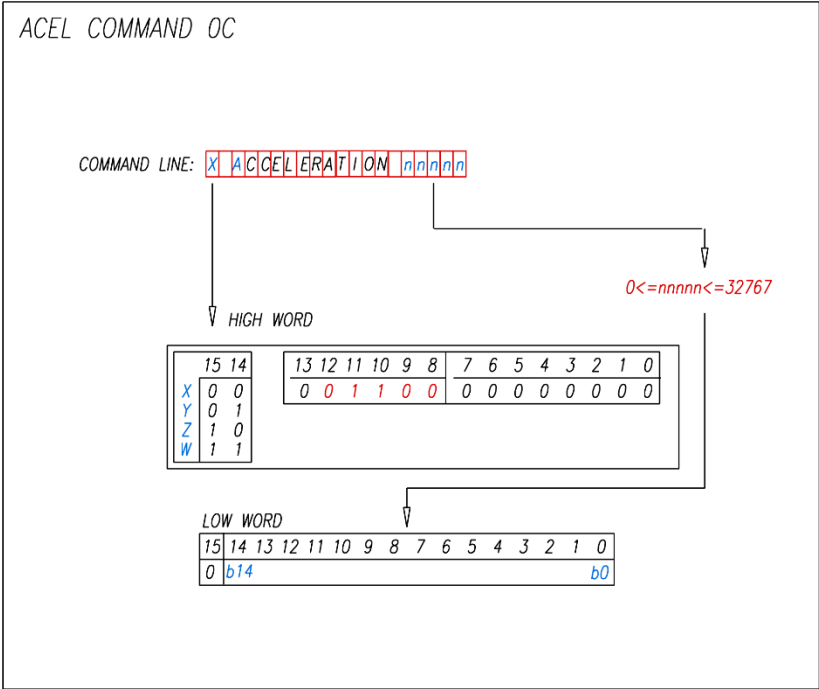 ACEL COMMAND 0C
COMMAND LINE: X ACCELERATION nnnnn
0<=nnnnn<=32767
HIGH WORD
15 14 13 12 11 10 9 8 7 6 5 4 3 2 1 0
X 0 0 0 0 1 1 0 0 0 0 0 0 0 0 0 0
Y 0 1
Z 1 0
W 1 1
LOW WORD
15 14 13 12 11 10 9 8 7 6 5 4 3 2 1 0
0 b14 b0